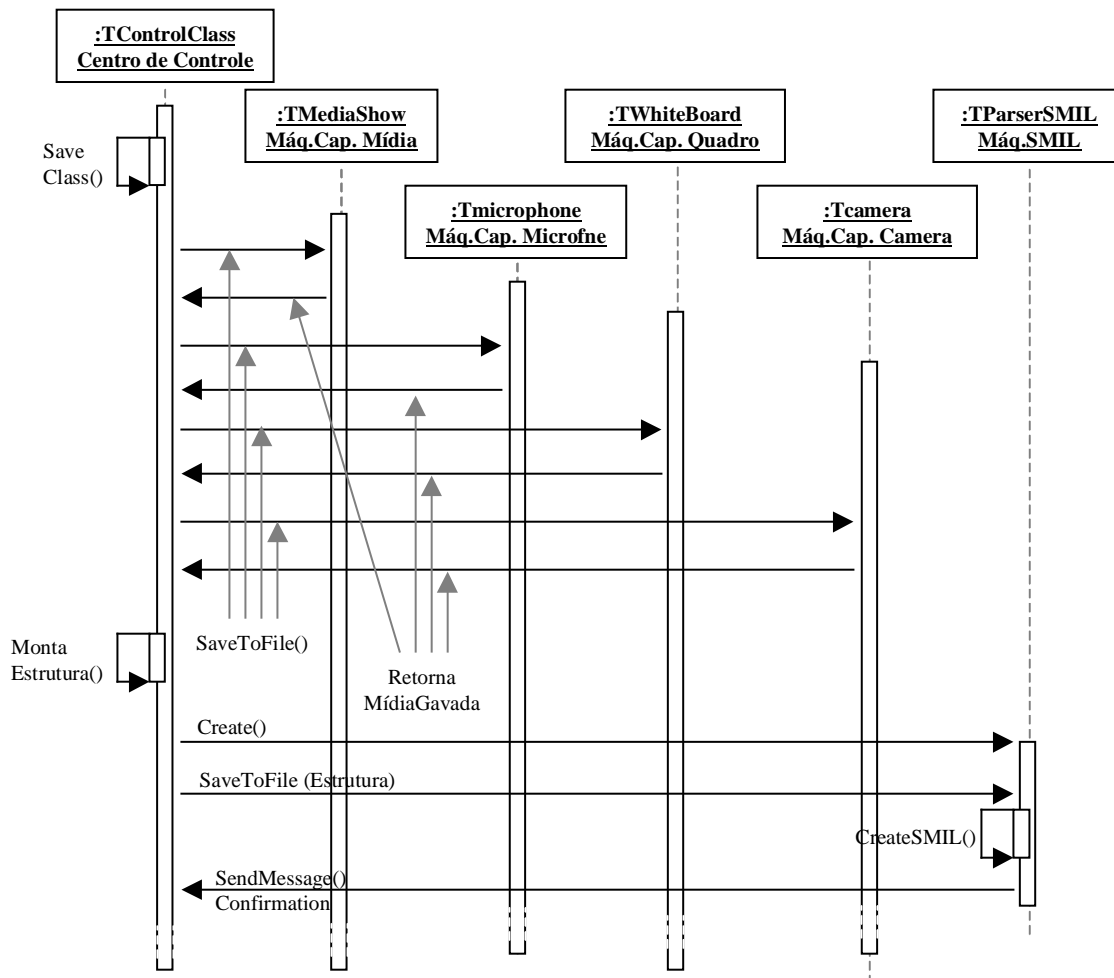 :TControlClass
Centro de Controle
:TMediaShow
Máq.Cap. Mídia
:TWhiteBoard
Máq.Cap. Quadro
:TParserSMIL
Máq.SMIL
Save
Class()
:Tmicrophone
Máq.Cap. Microfne
:Tcamera
Máq.Cap. Camera
SaveToFile()
Monta
Estrutura()
Retorna
MídiaGavada
Create()
SaveToFile (Estrutura)
CreateSMIL()
SendMessage()
Confirmation